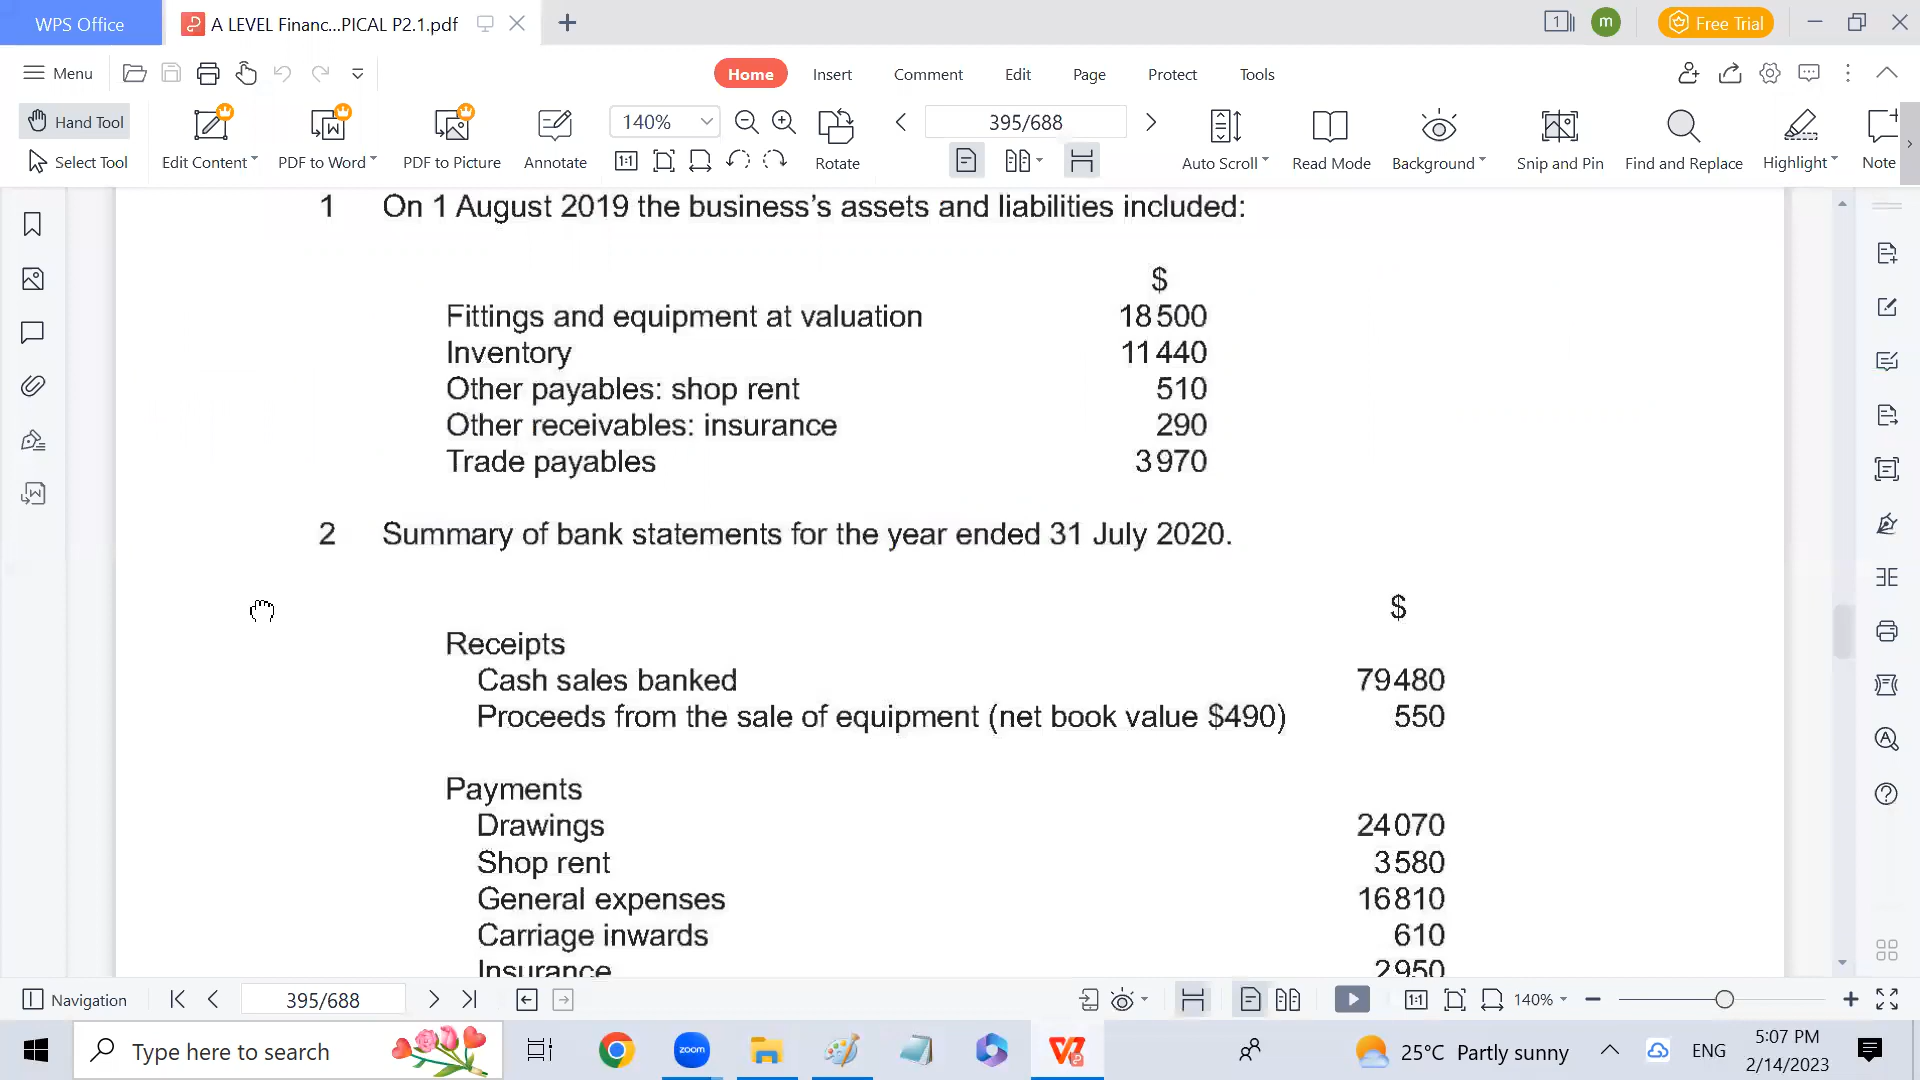 WPS Office
A LEVEL Financ...PICAL P2.1.pdf
1
m
Free Trial
Menu
Home
Insert
Comment
Edit
Page
Protect
Tools
Hand Tool
Select Tool
Edit Content
PDF to Word
PDF to Picture
Annotate
140%
1:1
Rotate
395/688
Auto Scroll
Read Mode
Background
Snip and Pin
Find and Replace
Highlight
Note
1 On 1 August 2019 the business's assets and liabilities included:
$
Fittings and equipment at valuation 18500
Inventory 11440
Other payables: shop rent 510
Other receivables: insurance 290
Trade payables 3970
2 Summary of bank statements for the year ended 31 July 2020.
$
Receipts
Cash sales banked 79480
Proceeds from the sale of equipment (net book value $490) 550
Payments
Drawings 24070
Shop rent 3580
General expenses 16810
Carriage inwards 610
Insurance 2950
Navigation
395/688
1:1
140%
Type here to search
zoom
25°C Partly sunny
ENG
5:07 PM
2/14/2023